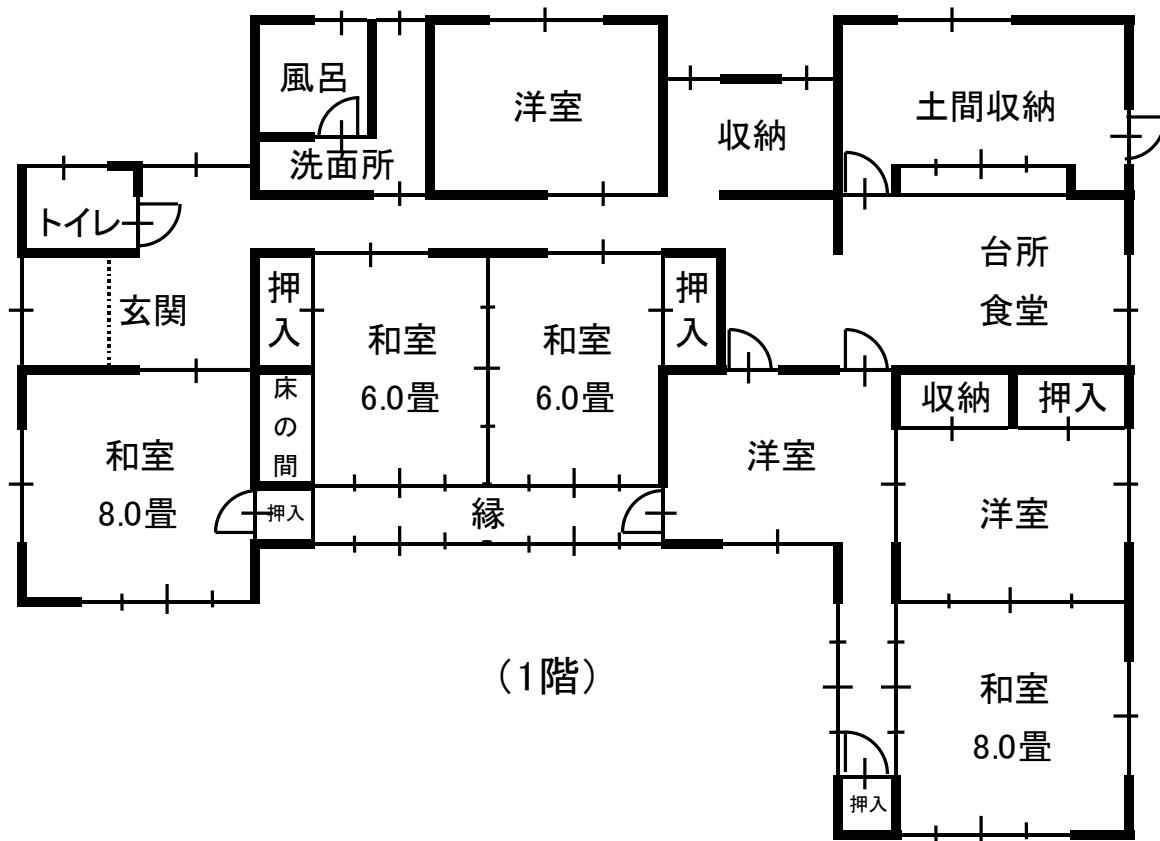 風呂
洋室
土間収納
収納
洗面所
トイレ
台所
食堂
押入
玄関
和室
6.0畳
和室
6.0畳
押入
床の間
収納
押入
和室
8.0畳
洋室
押入
縁
洋室
(1階)
和室
8.0畳
押入